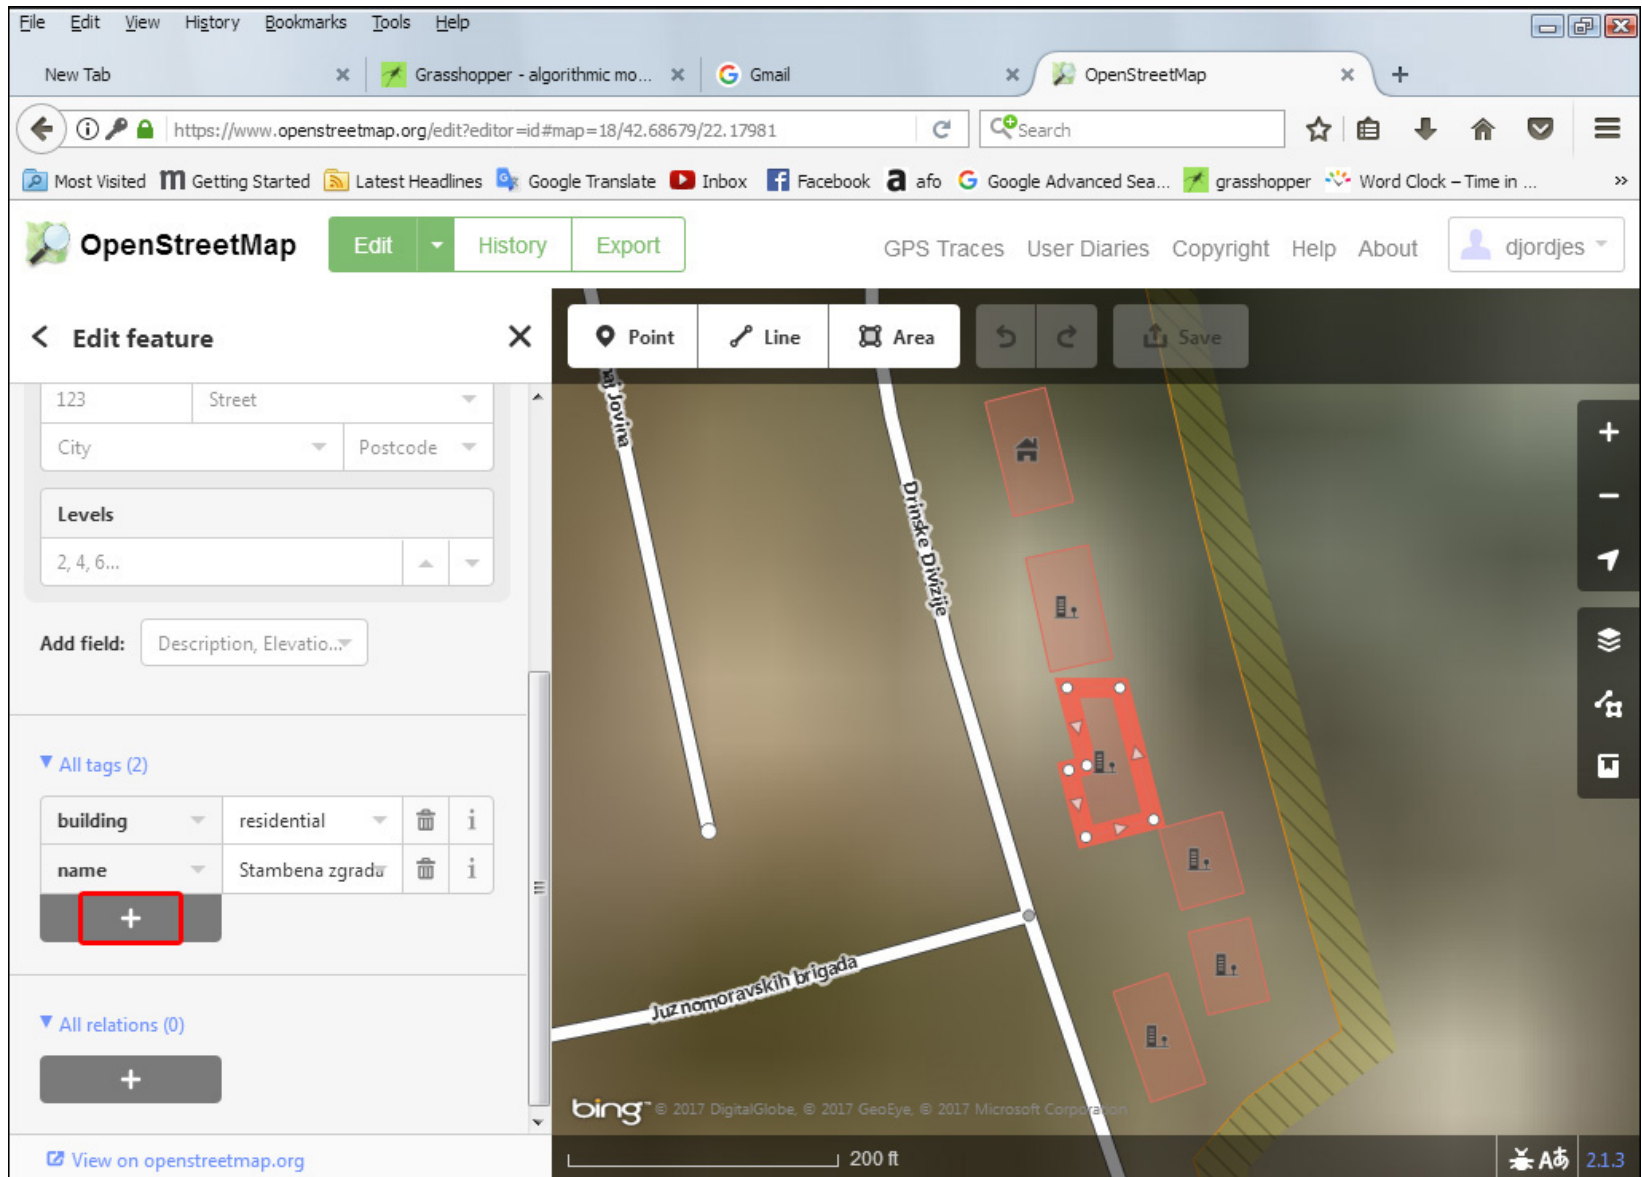 File Edit View History Bookmarks Tools Help
New Tab Grasshopper - algorithmic mo... Gmail OpenStreetMap
https://www.openstreetmap.org/edit?editor=id#map=18/42.68679/22.17981 Search
Most Visited Getting Started Latest Headlines Google Translate Inbox Facebook afo Google Advanced Sea... grasshopper Word Clock – Time in ...
OpenStreetMap Edit History Export GPS Traces User Diaries Copyright Help About djordjes
Edit feature
Point Line Area Save
123 Street
City Postcode
Levels
2, 4, 6...
Add field: Description, Elevatio...
All tags (2)
building residential
name Stambena zgrada
All relations (0)
View on openstreetmap.org
aj Jovina
Drinske Divizije
Juznomoravskih brigada
bing © 2017 DigitalGlobe, © 2017 GeoEye, © 2017 Microsoft Corporation
200 ft
Aあ 2.1.3